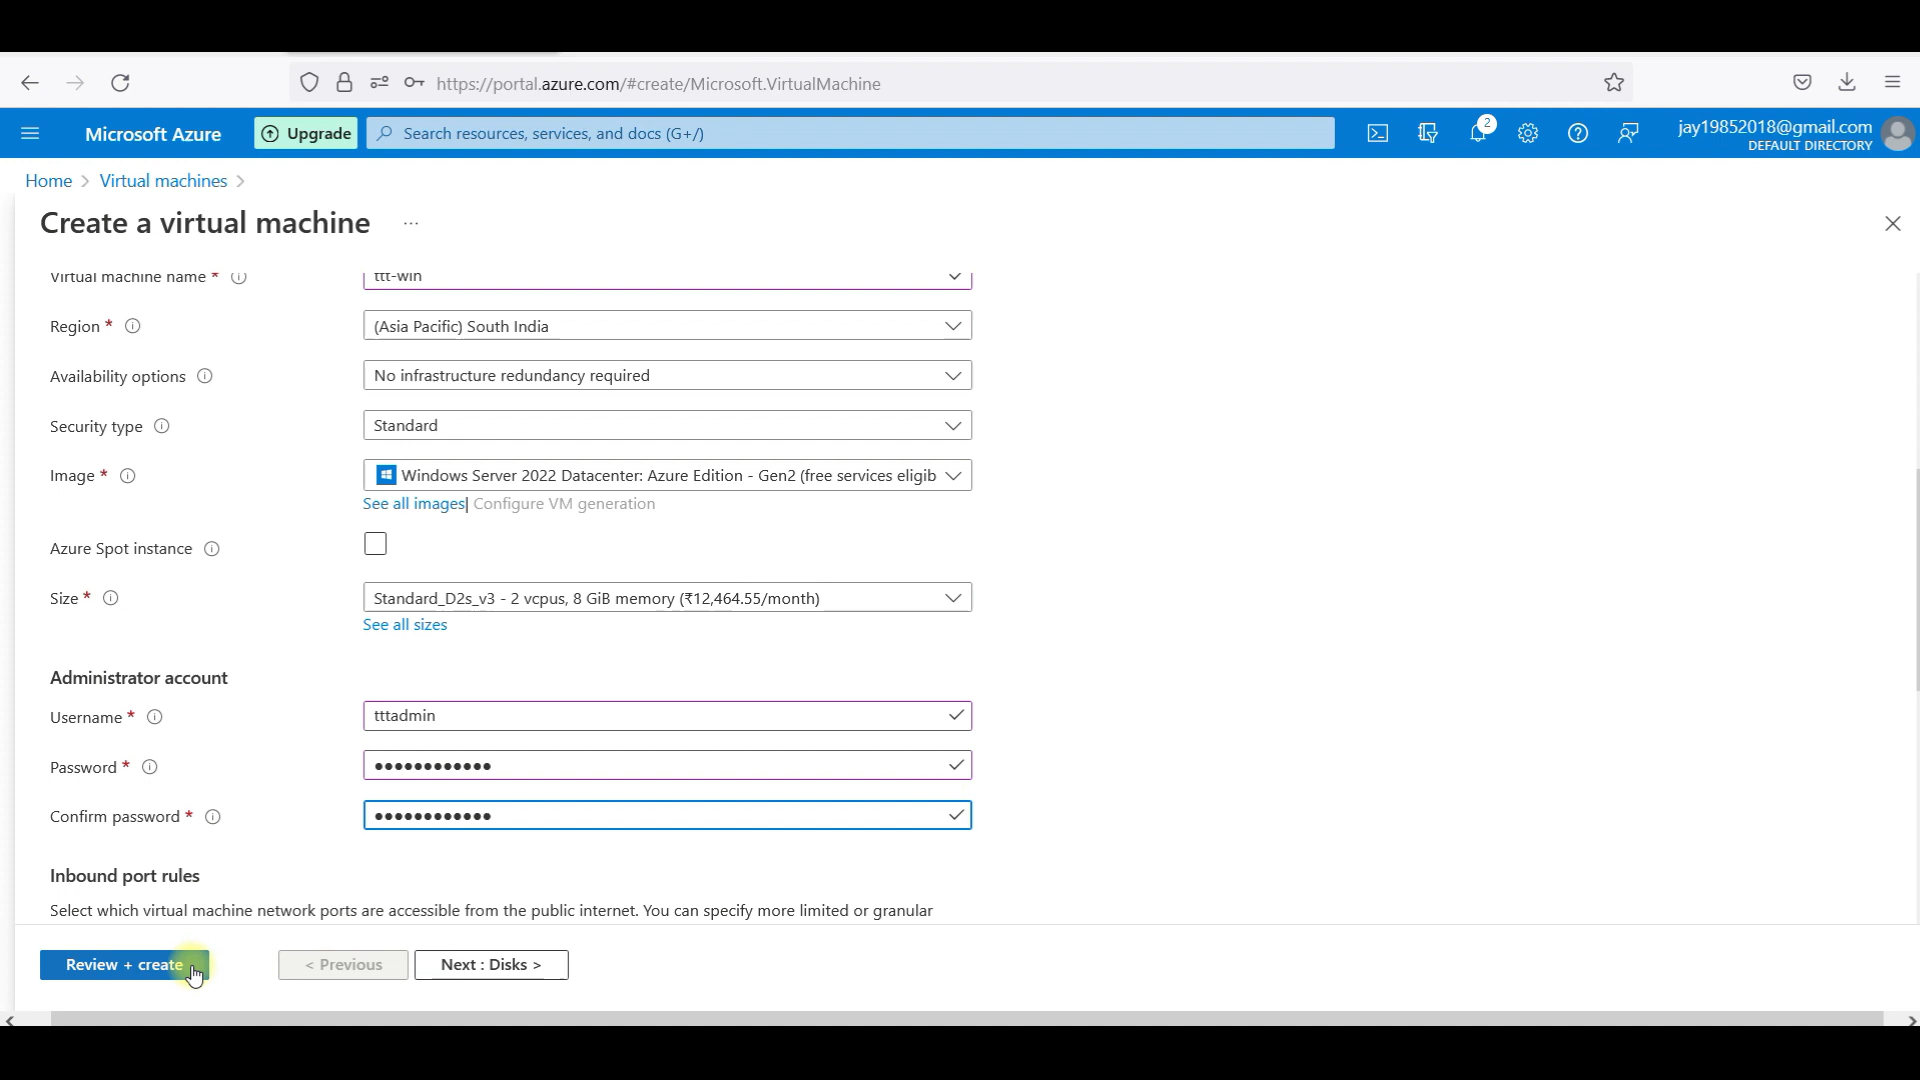 https://portal.azure.com/#create/Microsoft.VirtualMachine
Microsoft Azure
Upgrade
Search resources, services, and docs (G+/)
2
jay19852018@gmail.com
DEFAULT DIRECTORY
Home > Virtual machines >
Create a virtual machine ...
Virtual machine name * ttt-win
Region * (Asia Pacific) South India
Availability options No infrastructure redundancy required
Security type Standard
Image * Windows Server 2022 Datacenter: Azure Edition - Gen2 (free services eligib
See all images| Configure VM generation
Azure Spot instance
Size * Standard_D2s_v3 - 2 vcpus, 8 GiB memory (₹12,464.55/month)
See all sizes
Administrator account
Username * tttadmin
Password * ••••••••••••
Confirm password * ••••••••••••
Inbound port rules
Select which virtual machine network ports are accessible from the public internet. You can specify more limited or granular
Review + create < Previous Next : Disks >